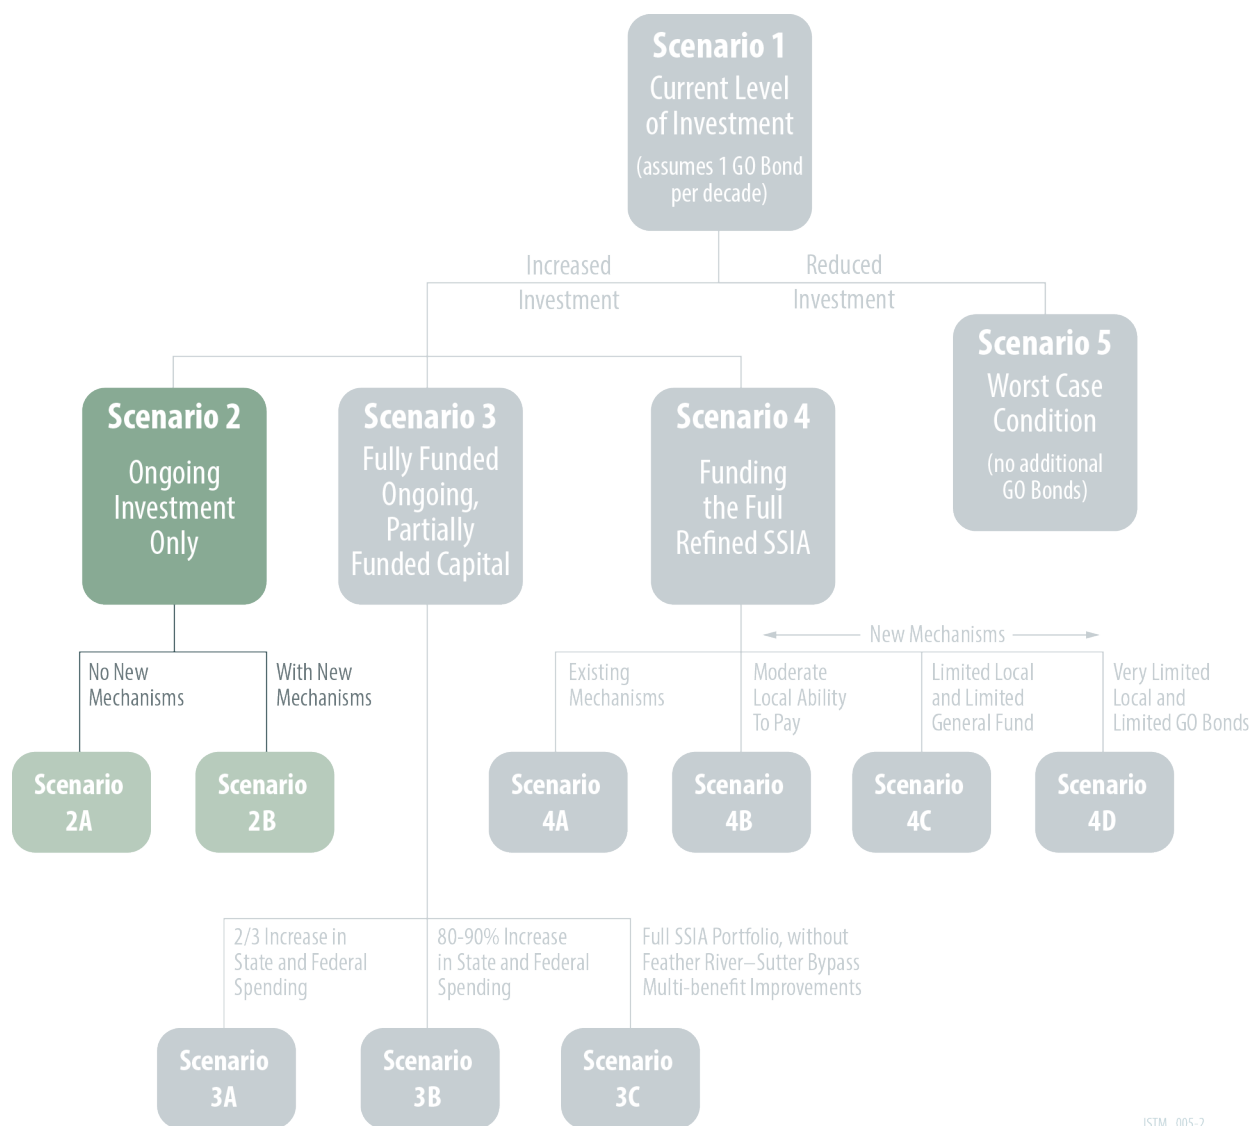 Scenario 1
Current Level
of Investment
(assumes 1 GO Bond
per decade)
Increased
Investment
Reduced
Investment
Scenario 5
Worst Case
Condition
(no additional
GO Bonds)
Scenario 2
Ongoing
Investment
Only
Scenario 3
Fully Funded
Ongoing,
Partially
Funded Capital
Scenario 4
Funding
the Full
Refined SSIA
New Mechanisms
No New
Mechanisms
With New
Mechanisms
Existing
Mechanisms
Moderate
Local Ability
To Pay
Limited Local
and Limited
General Fund
Very Limited
Local and
Limited GO Bonds
Scenario
2A
Scenario
2B
Scenario
4A
Scenario
4B
Scenario
4C
Scenario
4D
2/3 Increase in
State and Federal
Spending
80-90% Increase
in State and Federal
Spending
Full SSIA Portfolio, without
Feather River–Sutter Bypass
Multi-benefit Improvements
Scenario
3A
Scenario
3B
Scenario
3C